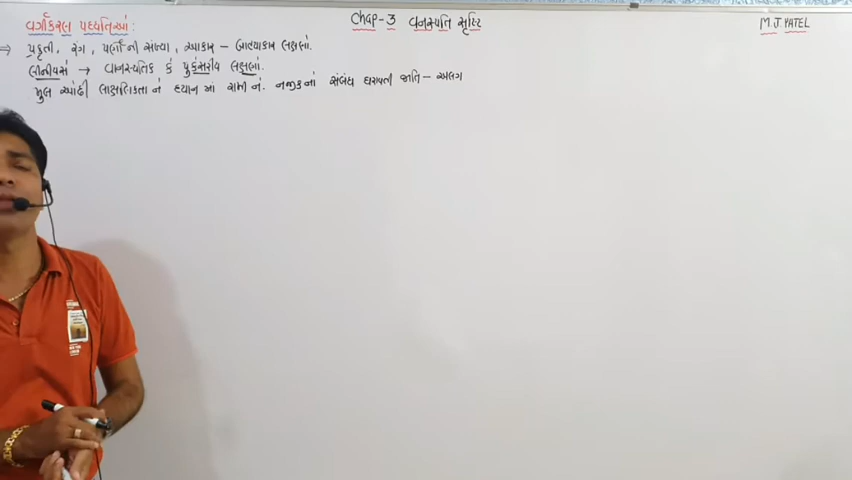 Chap-3 વનસ્પતિ સૃષ્ટિ
M.J. PATEL
વર્ગીકરણ પદ્ધતિઓ:
⇒ પ્રકૃતી, રંગ, પર્ણોની સંખ્યા, આકાર - બાહ્યાકાર લક્ષણો.
લીનીયસે → વાનસ્પતિક કે પુંકેસરીય લક્ષણો.
મુલ આંઢી લાક્ષણિકતા ને ધ્યાન માં રાખી ને. નજીકનાં સંબંધ ધરાવતી જાતિ - અલગ